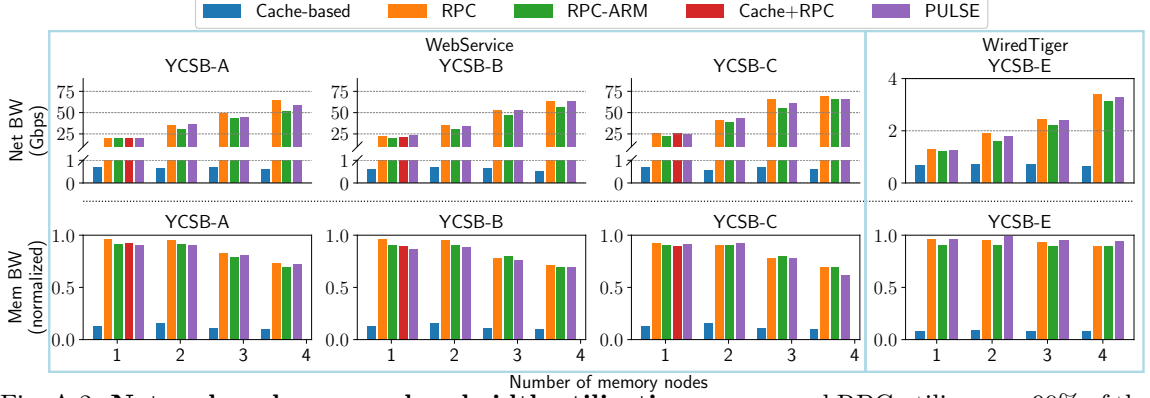 Cache-based RPC RPC-ARM Cache+RPC PULSE
WebService WiredTiger
YCSB-A YCSB-B YCSB-C YCSB-E
Net BW
(Gbps)
75 75 75 4
50 50 50 2
25 25 25
1 1 1
0 0 0 0
YCSB-A YCSB-B YCSB-C YCSB-E
Mem BW
(normalized)
1.0 1.0 1.0 1.0
0.5 0.5 0.5 0.5
0.0 0.0 0.0 0.0
1 2 3 4 1 2 3 4 1 2 3 4 1 2 3 4
Number of memory nodes